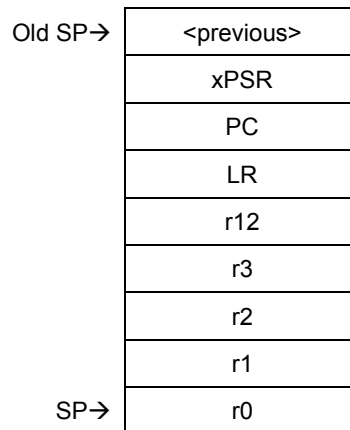 Old SP→ <previous>
xPSR
PC
LR
r12
r3
r2
r1
SP→ r0